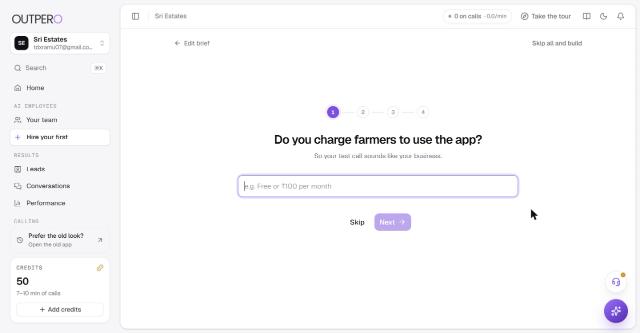 OUTPERO
SE
Sri Estates
Search
⌘K
Home
AI EMPLOYEES
Your team
Hire your first
RESULTS
Leads
Conversations
Performance
CALLING
Prefer the old look?
Open the old app
CREDITS
50
7–10 min of calls
+ Add credits
Sri Estates
0 on calls
Take the tour
← Edit brief
Skip all and build
1
2
3
4
Do you charge farmers to use the app?
So your test call sounds like your business.
e.g. Free or ₹100 per month
Skip
Next →